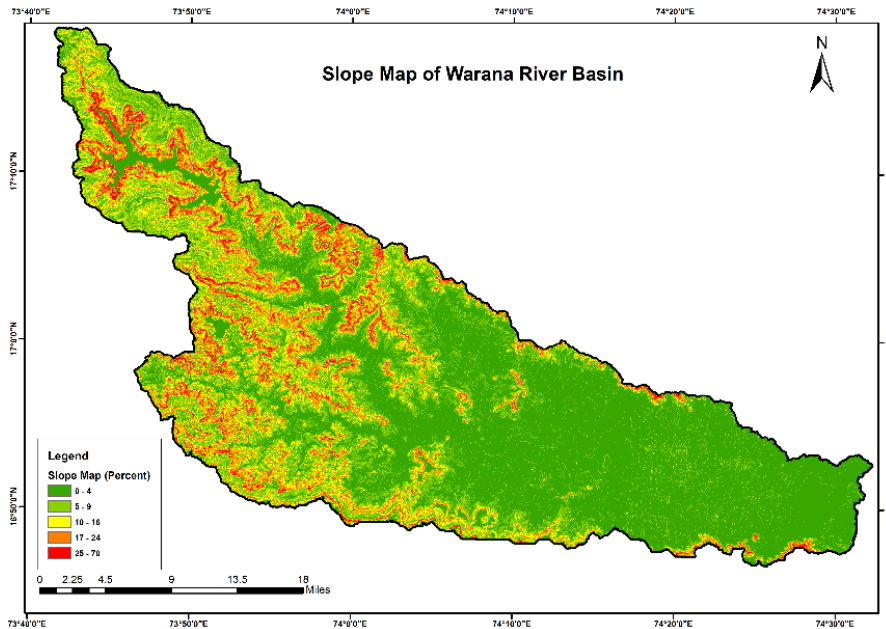 73°40'0"E 73°50'0"E 74°0'0"E 74°10'0"E 74°20'0"E 74°30'0"E
Slope Map of Warana River Basin
N
17°10'0"N
17°0'0"N
16°50'0"N
Legend
Slope Map (Percent)
0 - 4
5 - 9
10 - 16
17 - 24
25 - 78
0 2.25 4.5 9 13.5 18
Miles
73°40'0"E 73°50'0"E 74°0'0"E 74°10'0"E 74°20'0"E 74°30'0"E